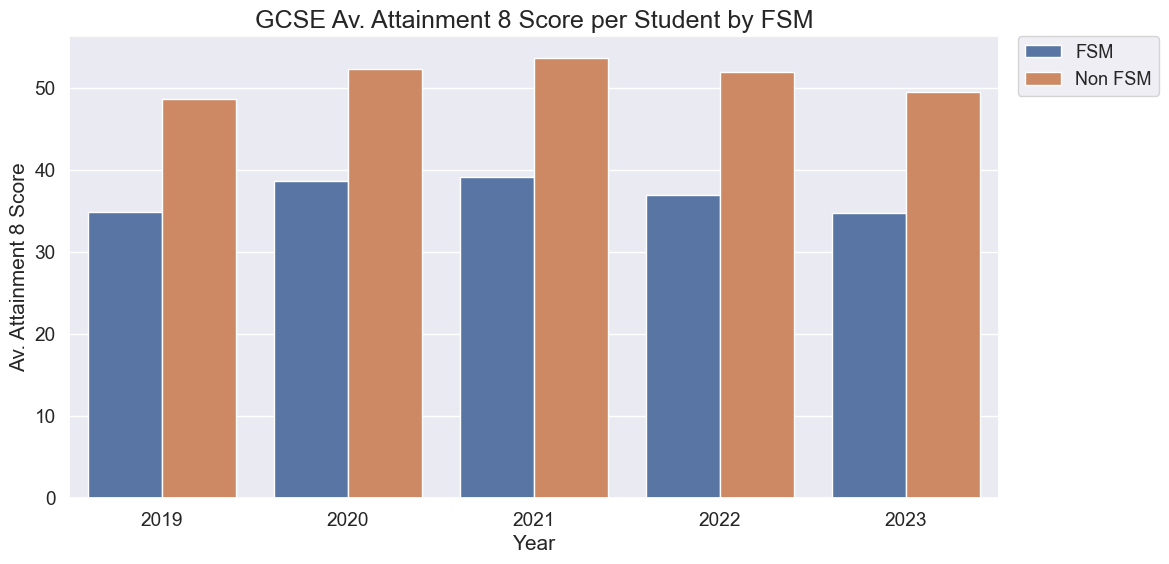 GCSE Av. Attainment 8 Score per Student by FSM
FSM
Non FSM
Av. Attainment 8 Score
50
40
30
20
10
0
2019 2020 2021 2022 2023
Year